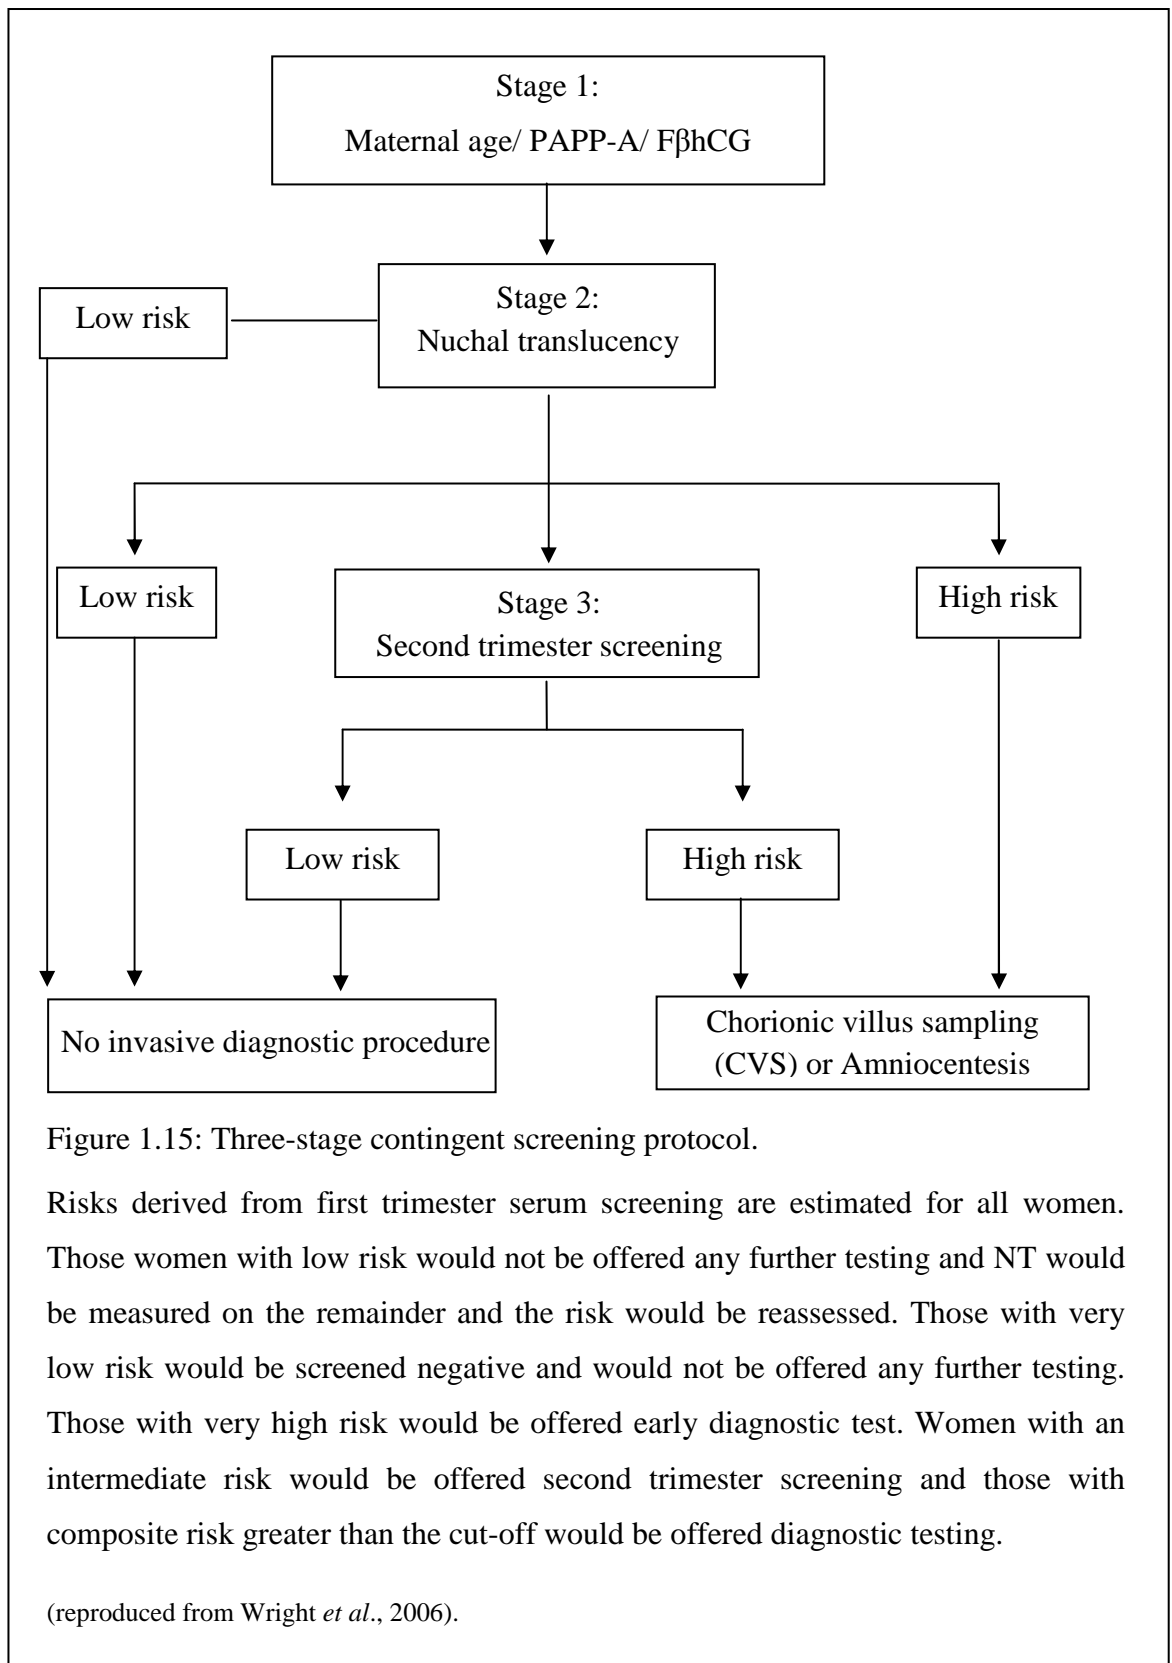 Stage 1:
Maternal age/ PAPP-A/ FβhCG
Stage 2:
Nuchal translucency
Low risk
Low risk
Stage 3:
Second trimester screening
High risk
Low risk
High risk
No invasive diagnostic procedure
Chorionic villus sampling
(CVS) or Amniocentesis
Figure 1.15: Three-stage contingent screening protocol.
Risks derived from first trimester serum screening are estimated for all women.
Those women with low risk would not be offered any further testing and NT would
be measured on the remainder and the risk would be reassessed. Those with very
low risk would be screened negative and would not be offered any further testing.
Those with very high risk would be offered early diagnostic test. Women with an
intermediate risk would be offered second trimester screening and those with
composite risk greater than the cut-off would be offered diagnostic testing.
(reproduced from Wright et al., 2006).